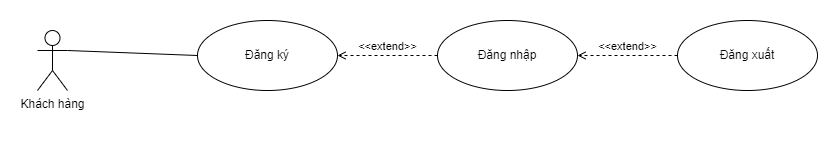 <<extend>>
<<extend>>
Đăng ký
Đăng nhập
Đăng xuất
Khách hàng